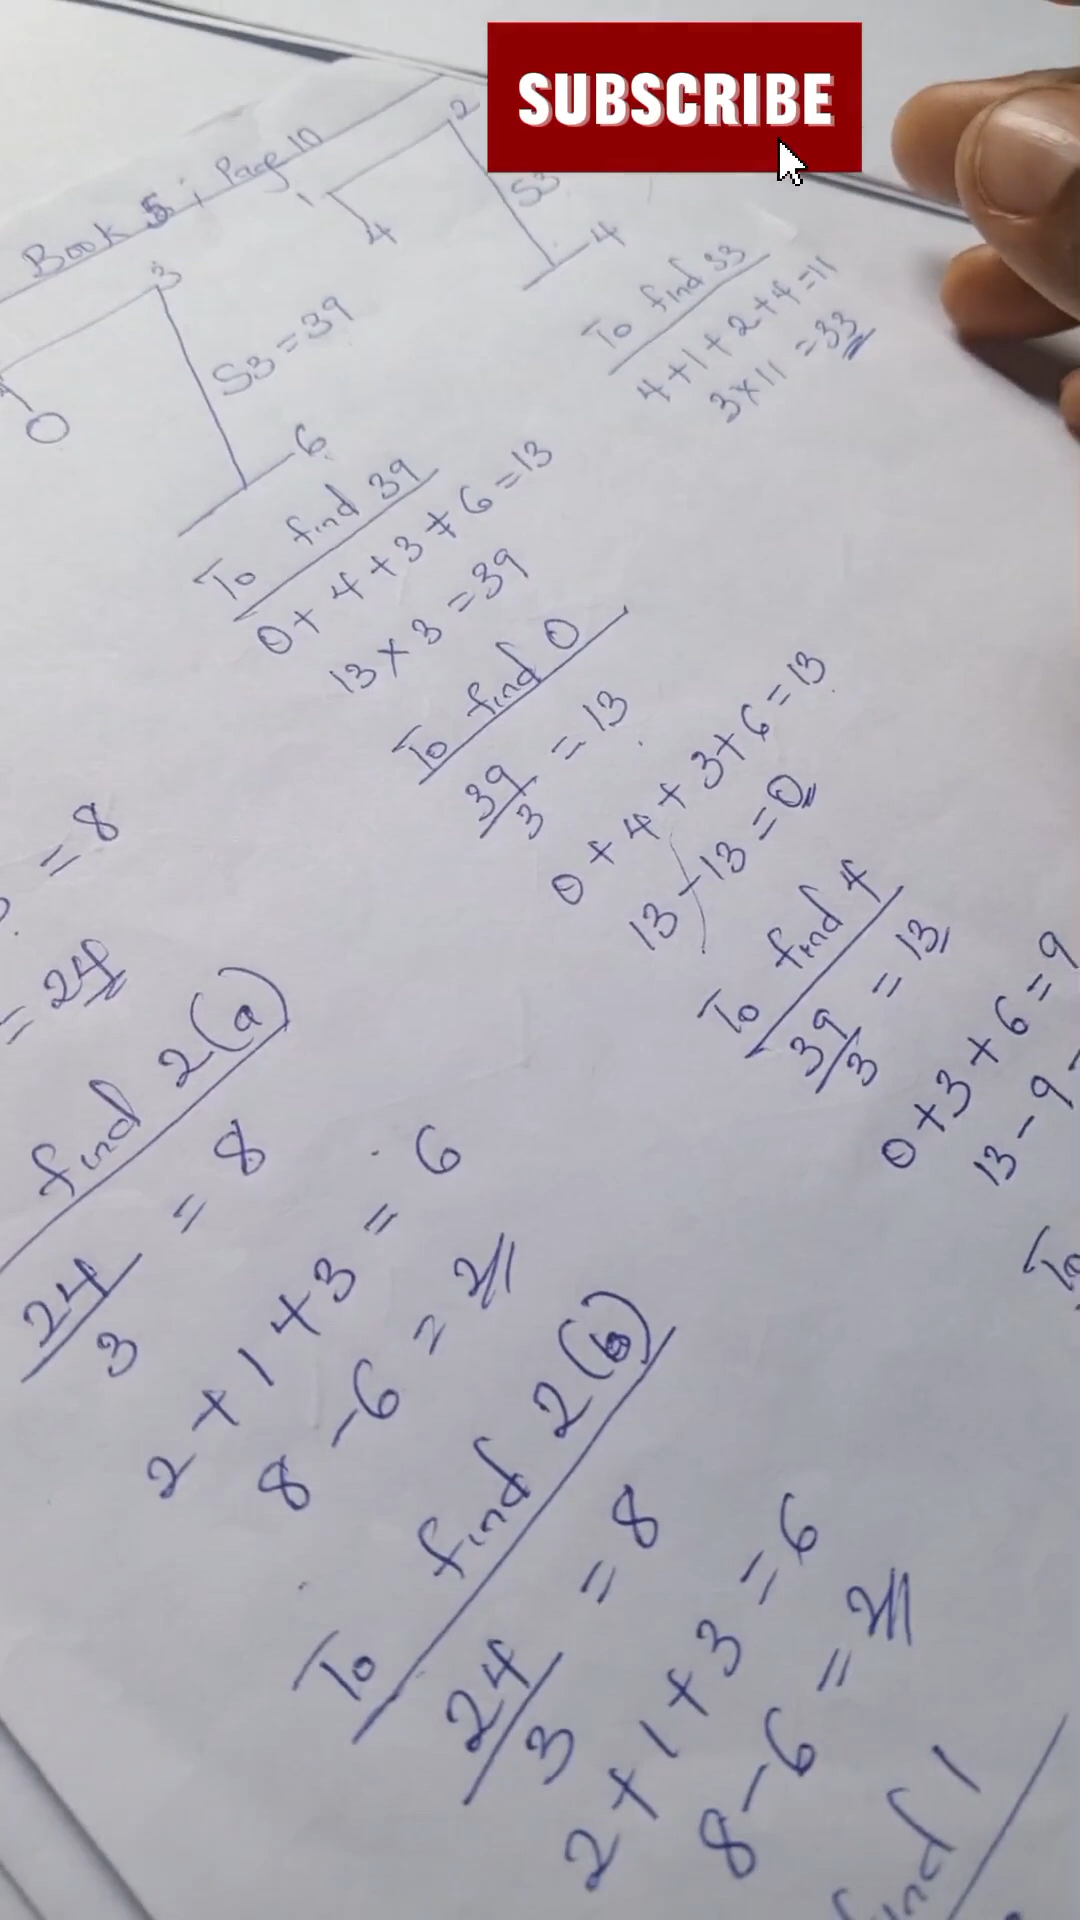 SUBSCRIBE
Book 5; Page 10
3
0
S3 = 39
6
1
2
4
S3
4
To find 33
4+1+2+4=11
3x11 =33
To find 39
0+4+3+6=13
13x3 =39
To find 0
39/3 = 13
0+4+3+6=13
13-13=0
To find 4
39/3 = 13
0+3+6=9
13-9
To
= 8
= 24
find 2(a)
24/3 = 8
2+1+3 = 6
8-6 = 2
To find 2(b)
24/3 = 8
2+1+3 = 6
8-6 = 2
find 1